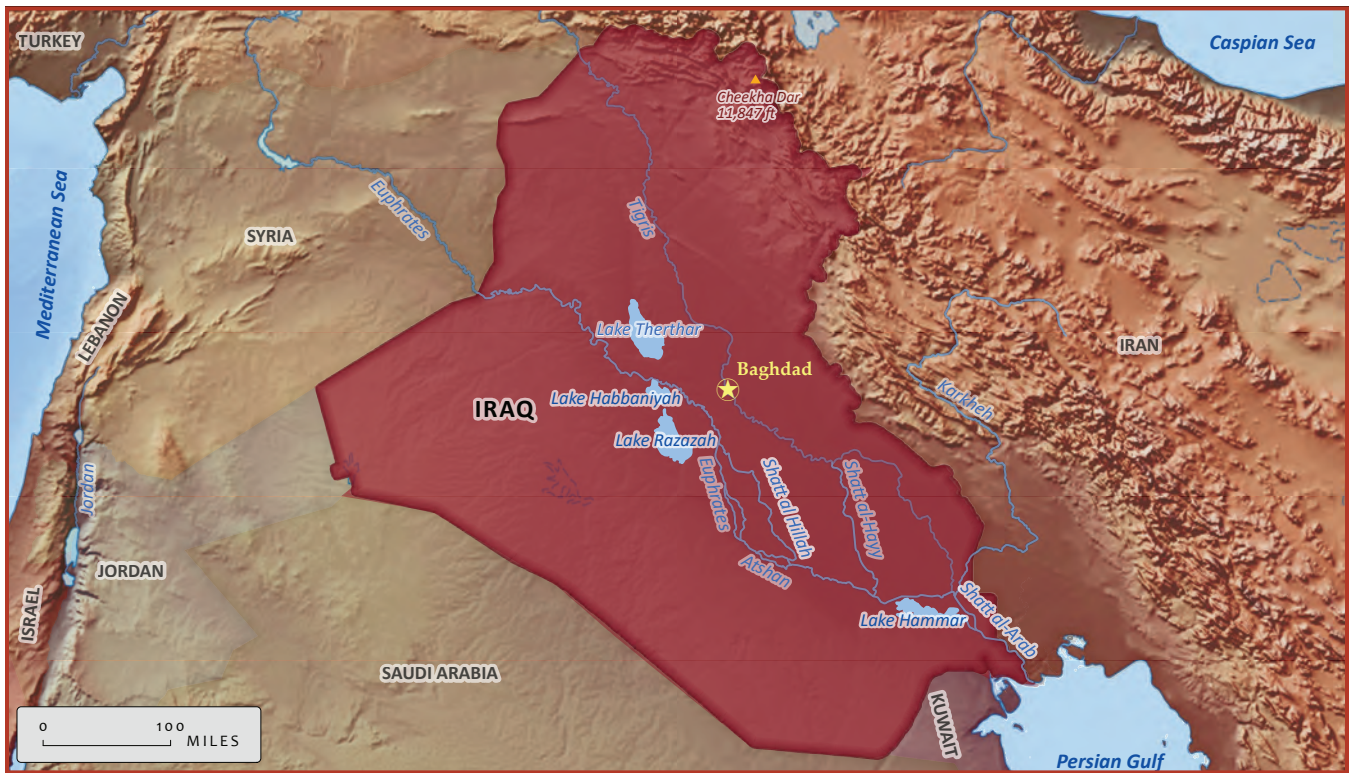 TURKEY
Caspian Sea
Cheekha Dar
11,847 ft
Mediterranean Sea
Euphrates
Tigris
SYRIA
LEBANON
Lake Therthar
IRAN
Baghdad
Karkheh
Lake Habbaniyah
IRAQ
Lake Razazah
Jordan
Euphrates
Shatt al Hillah
Shatt al-Hayy
JORDAN
Atshan
ISRAEL
Lake Hammar
Shatt al-Arab
SAUDI ARABIA
KUWAIT
0 100
MILES
Persian Gulf